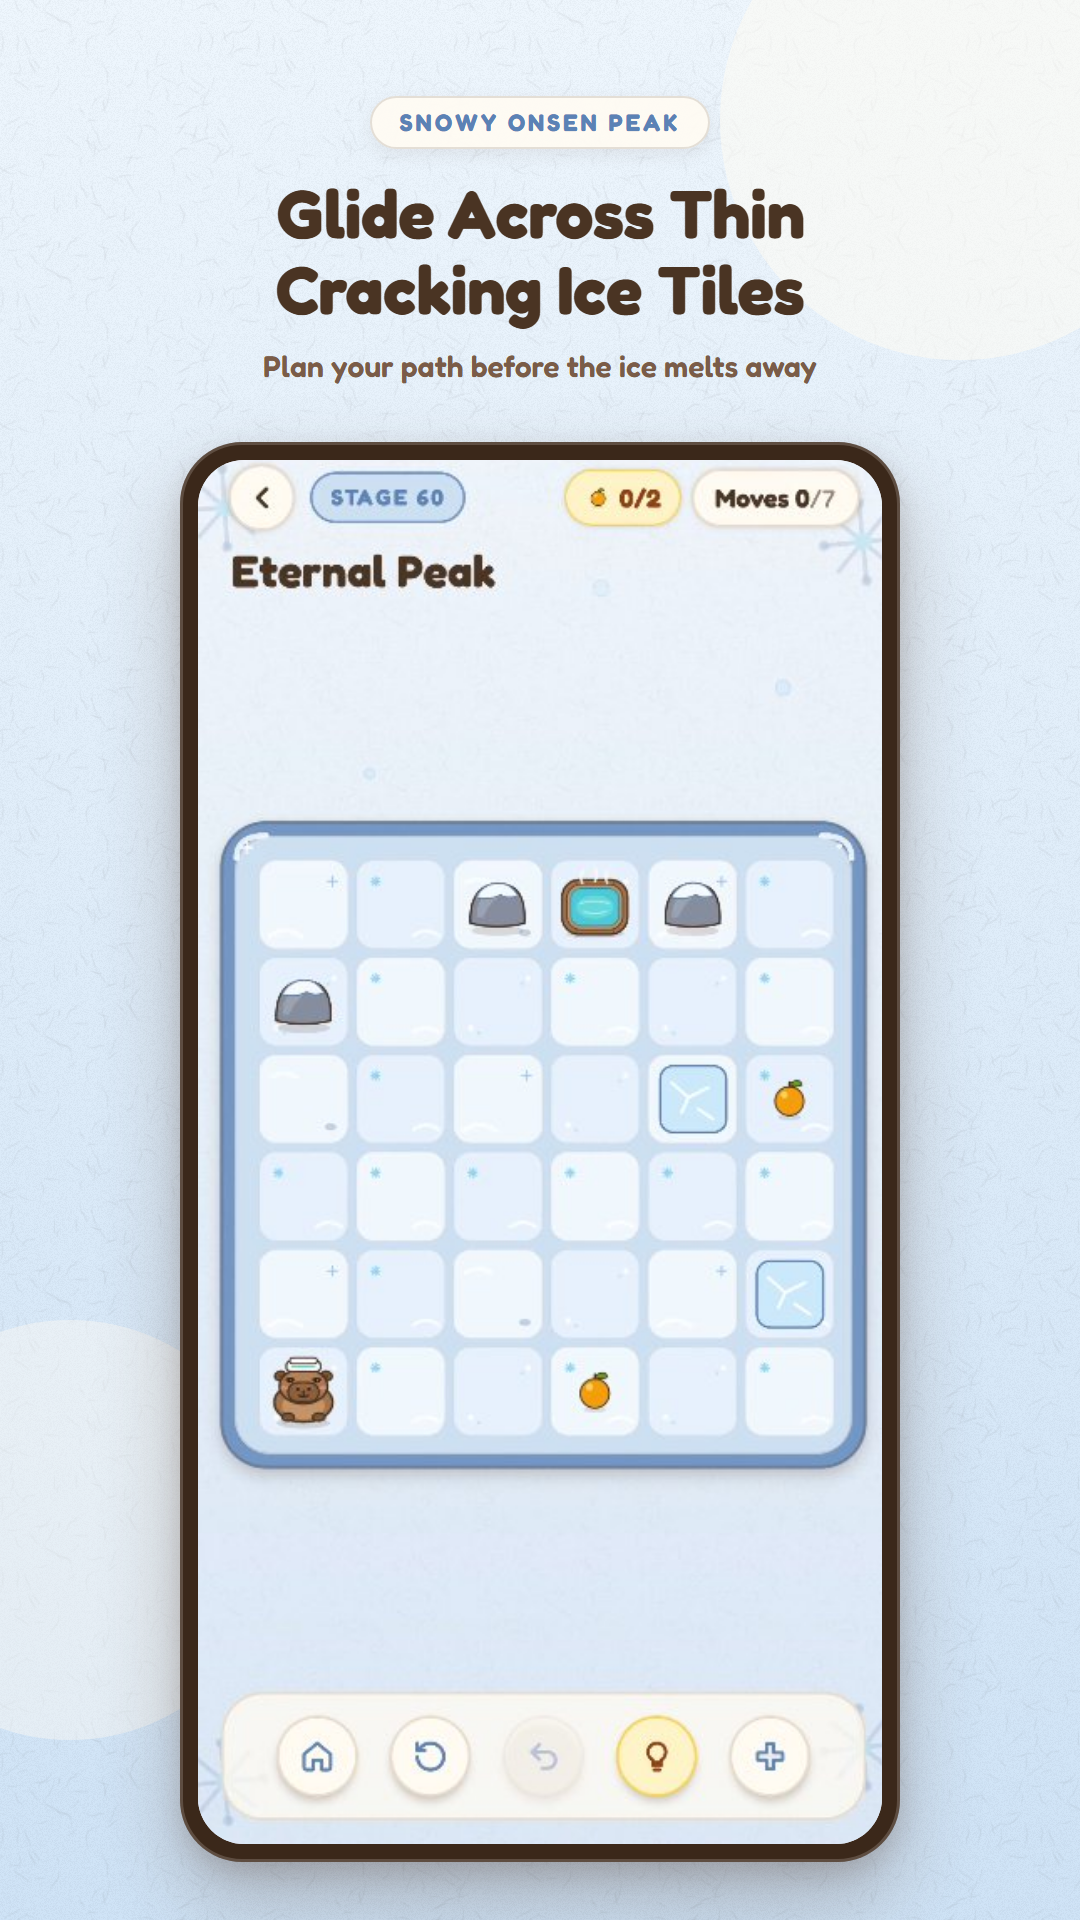 SNOWY ONSEN PEAK
Glide Across Thin
Cracking Ice Tiles
Plan your path before the ice melts away
STAGE 60
0/2
Moves 0/7
Eternal Peak